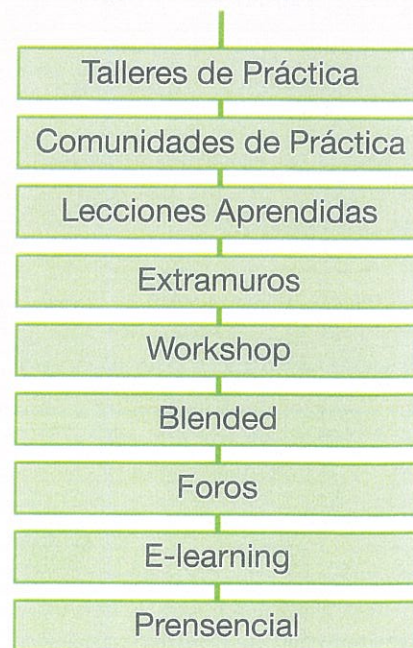 Talleres de Práctica
Comunidades de Práctica
Lecciones Aprendidas
Extramuros
Workshop
Blended
Foros
E-learning
Prensencial